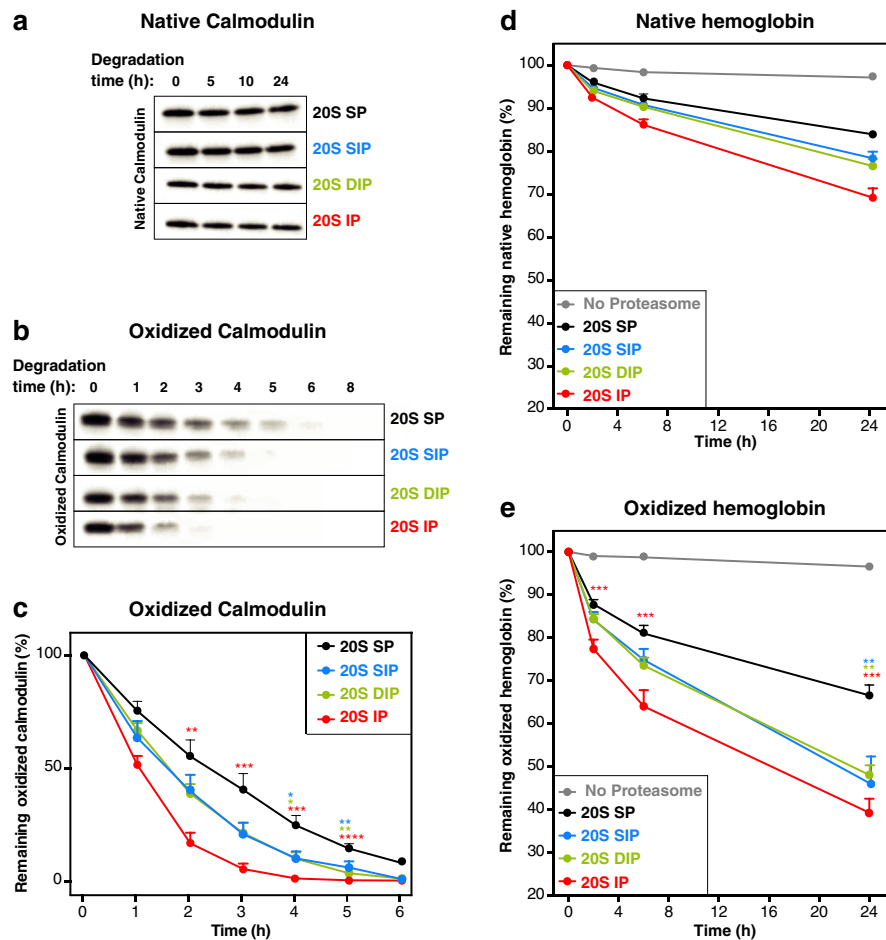 a
Native Calmodulin
Degradation
time (h): 0 5 10 24
Native Calmodulin
20S SP
20S SIP
20S DIP
20S IP
b
Oxidized Calmodulin
Degradation
time (h): 0 1 2 3 4 5 6 8
Oxidized Calmodulin
20S SP
20S SIP
20S DIP
20S IP
c
Oxidized Calmodulin
Remaining oxidized calmodulin (%)
100
50
0
20S SP
20S SIP
20S DIP
20S IP
**
***
*
*
***
**
**
****
0 1 2 3 4 5 6
Time (h)
d
Native hemoglobin
Remaining native hemoglobin (%)
100
90
80
70
60
50
40
30
20
No Proteasome
20S SP
20S SIP
20S DIP
20S IP
0 4 8 12 16 20 24
Time (h)
e
Oxidized hemoglobin
Remaining oxidized hemoglobin (%)
100
90
80
70
60
50
40
30
20
***
***
**
**
***
No Proteasome
20S SP
20S SIP
20S DIP
20S IP
0 4 8 12 16 20 24
Time (h)